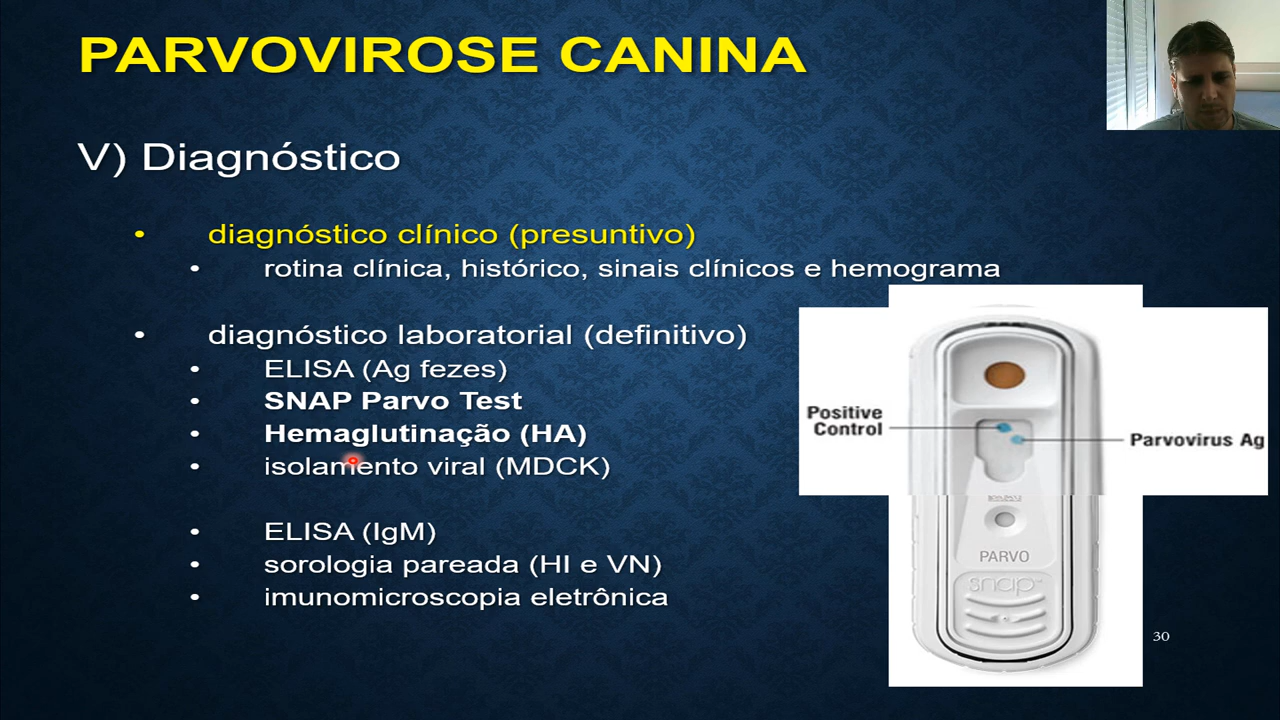 PARVOVIROSE CANINA
V) Diagnóstico
• diagnóstico clínico (presuntivo)
• rotina clínica, histórico, sinais clínicos e hemograma
• diagnóstico laboratorial (definitivo)
• ELISA (Ag fezes)
• SNAP Parvo Test
• Hemaglutinação (HA)
• isolamento viral (MDCK)
• ELISA (IgM)
• sorologia pareada (HI e VN)
• imunomicroscopia eletrônica
Positive
Control
Parvovirus Ag
PARVO
snap
30